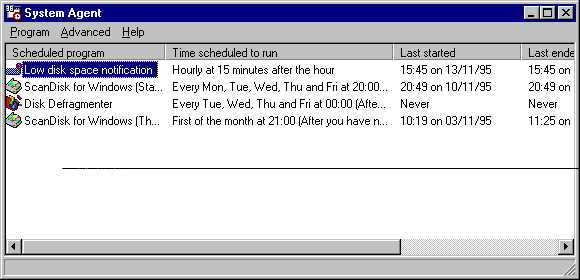 System Agent
Program Advanced Help
Scheduled program Time scheduled to run Last started Last ende
Low disk space notification Hourly at 15 minutes after the hour 15:45 on 13/11/95 15:45 on
ScanDisk for Windows (Sta... Every Mon, Tue, Wed, Thu and Fri at 20:00... 20:49 on 10/11/95 20:49 on
Disk Defragmenter Every Tue, Wed, Thu and Fri at 00:00 (Afte... Never Never
ScanDisk for Windows (Th... First of the month at 21:00 (After you have n... 10:19 on 03/11/95 11:25 on